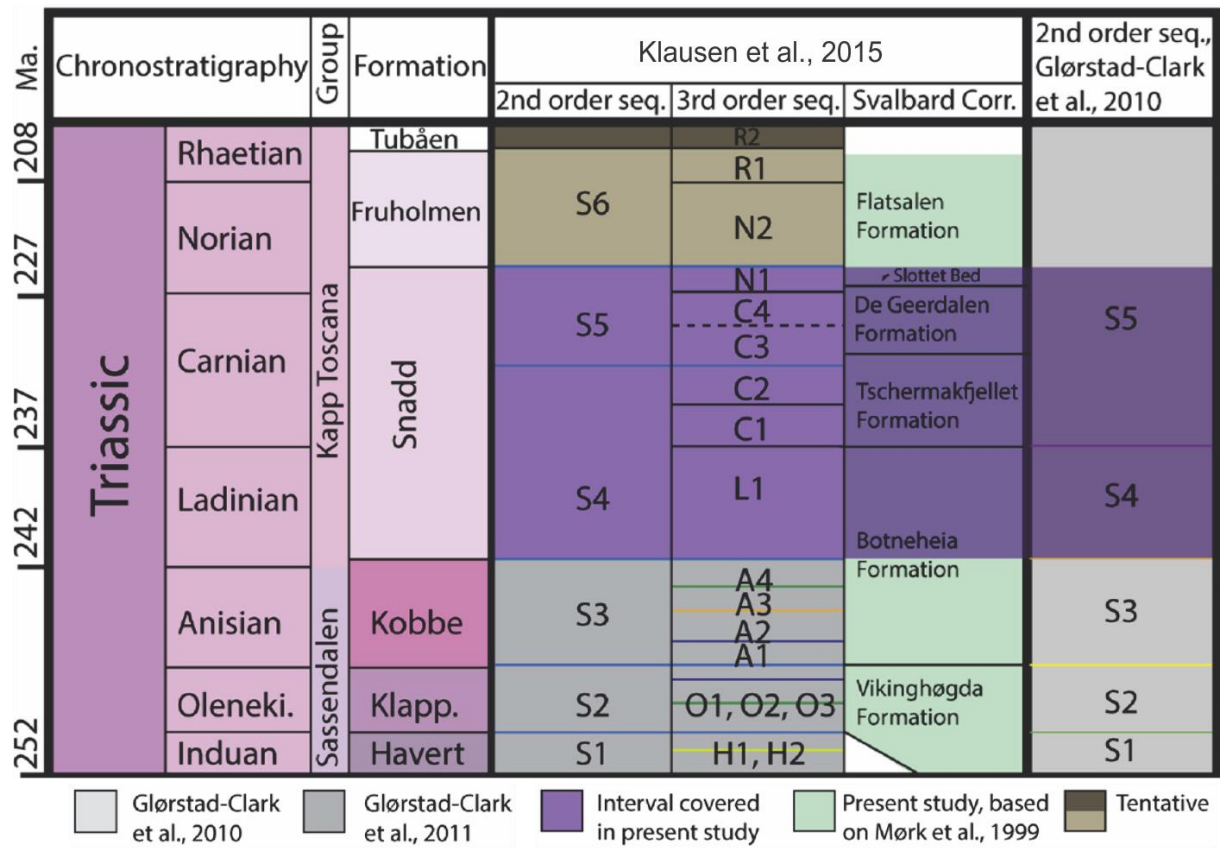 Ma.
Chronostratigraphy
Group
Formation
Klausen et al., 2015
2nd order seq.
3rd order seq.
Svalbard Corr.
2nd order seq.,
Glørstad-Clark
et al., 2010
208
227
237
242
252
Triassic
Rhaetian
Norian
Carnian
Ladinian
Anisian
Oleneki.
Induan
Kapp Toscana
Sassendalen
Tubåen
Fruholmen
Snadd
Kobbe
Klapp.
Havert
S6
S5
S4
S3
S2
S1
R2
R1
N2
N1
C4
C3
C2
C1
L1
A4
A3
A2
A1
O1, O2, O3
H1, H2
Flatsalen
Formation
Slottet Bed
De Geerdalen
Formation
Tschermakfjellet
Formation
Botneheia
Formation
Vikinghøgda
Formation
S5
S4
S3
S2
S1
Glørstad-Clark
et al., 2010
Glørstad-Clark
et al., 2011
Interval covered
in present study
Present study, based
on Mørk et al., 1999
Tentative